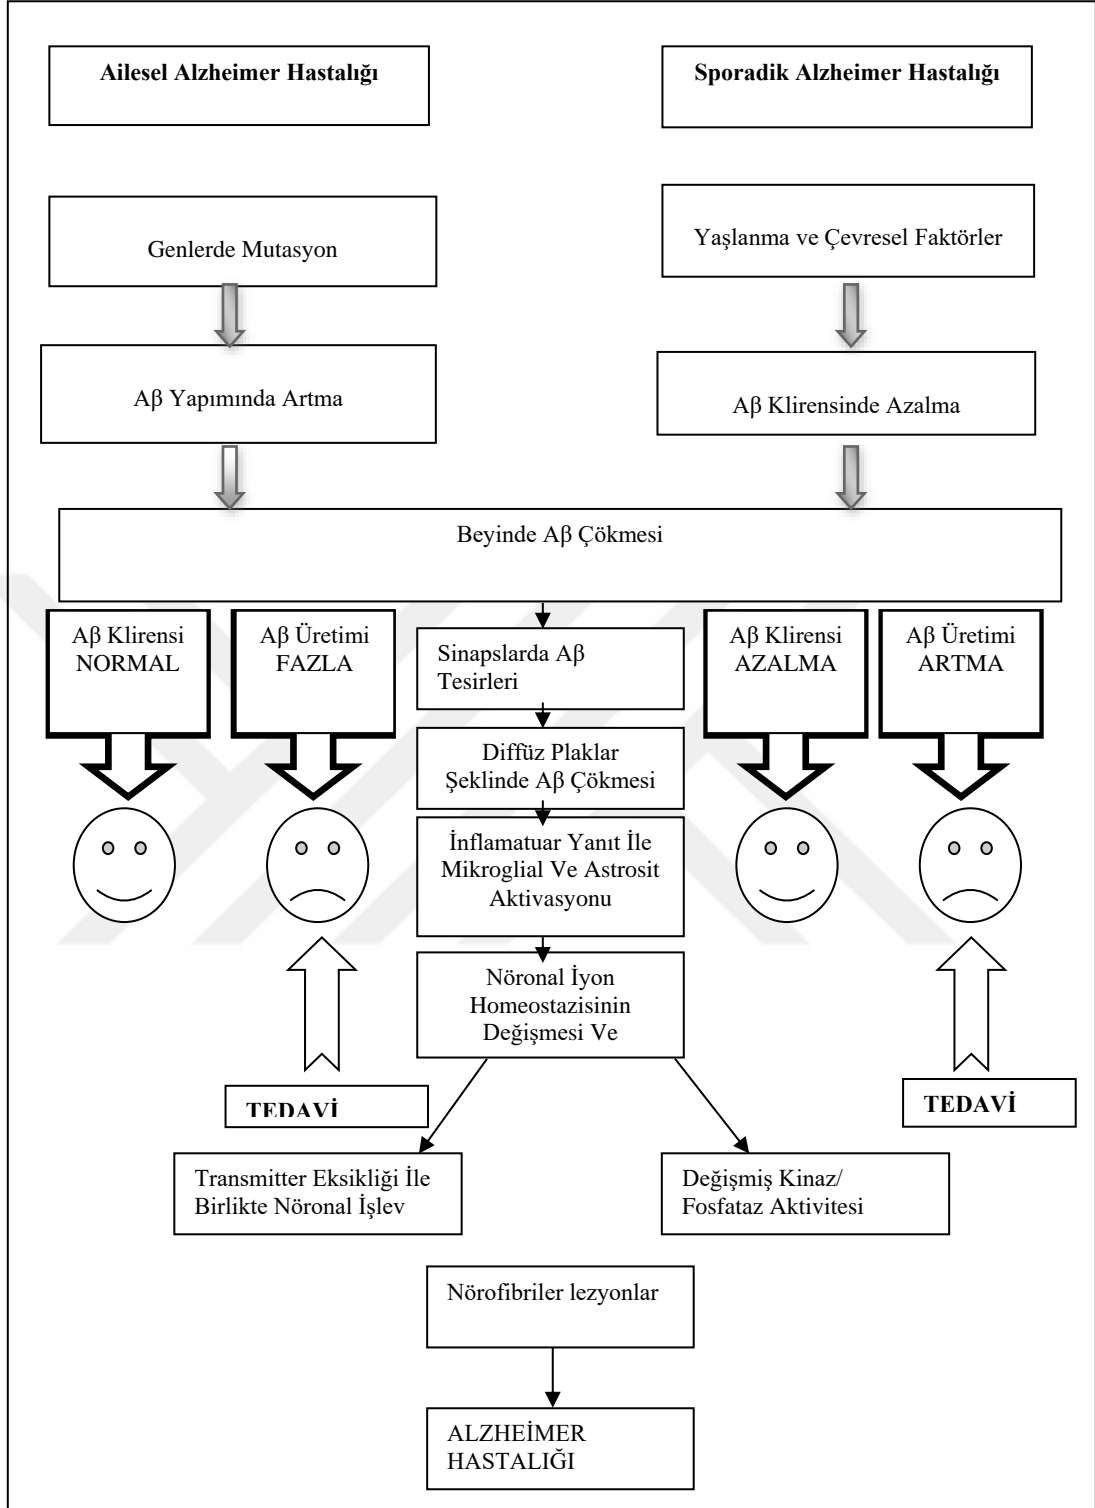 Ailesel Alzheimer Hastalığı
Sporadik Alzheimer Hastalığı
Genlerde Mutasyon
Yaşlanma ve Çevresel Faktörler
Aβ Yapımında Artma
Aβ Klirensinde Azalma
Beyinde Aβ Çökmesi
Aβ Klirensi
NORMAL
Aβ Üretimi
FAZLA
Sinapslarda Aβ
Tesirleri
Aβ Klirensi
AZALMA
Aβ Üretimi
ARTMA
Diffüz Plaklar
Şeklinde Aβ Çökmesi
İnflamatuar Yanıt İle
Mikroglial Ve Astrosit
Aktivasyonu
Nöronal İyon
Homeostazisinin
Değişmesi Ve
TEDAVİ
TEDAVİ
Transmitter Eksikliği İle
Birlikte Nöronal İşlev
Değişmiş Kinaz/
Fosfataz Aktivitesi
Nörofibriler lezyonlar
ALZHEİMER
HASTALIĞI